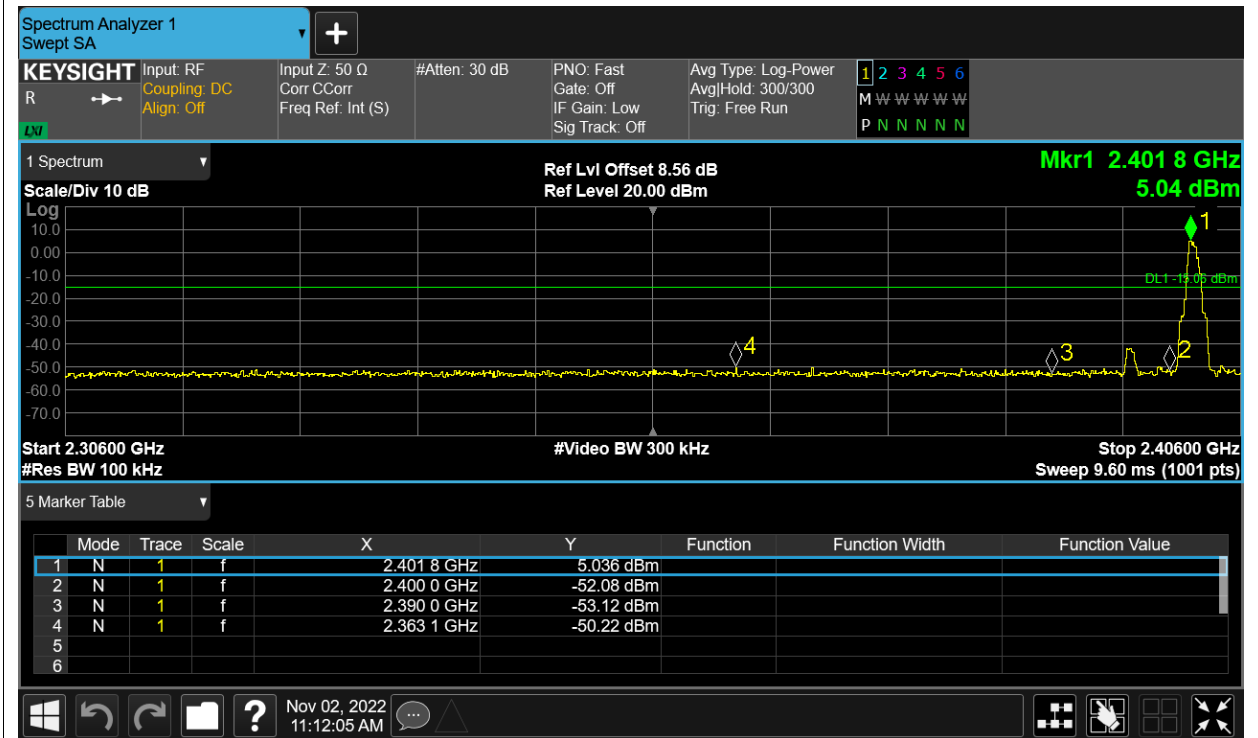 Spectrum Analyzer 1
Swept SA
+
KEYSIGHT Input: RF Input Z: 50 Ω #Atten: 30 dB PNO: Fast Avg Type: Log-Power 1 2 3 4 5 6
R Coupling: DC Corr CCorr Gate: Off Avg|Hold: 300/300 M W W W W W W
Align: Off Freq Ref: Int (S) IF Gain: Low Trig: Free Run
LXI Sig Track: Off P N N N N N
1 Spectrum Ref Lvl Offset 8.56 dB Mkr1 2.401 8 GHz
Scale/Div 10 dB Ref Level 20.00 dBm 5.04 dBm
Log
1
10.0
0.00
-10.0
DL1 -15.06 dBm
-20.0
-30.0
-40.0
4 3 2
-50.0
-60.0
-70.0
Start 2.30600 GHz #Video BW 300 kHz Stop 2.40600 GHz
#Res BW 100 kHz Sweep 9.60 ms (1001 pts)
5 Marker Table
Mode Trace Scale X Y Function Function Width Function Value
1 N 1 f 2.401 8 GHz 5.036 dBm
2 N 1 f 2.400 0 GHz -52.08 dBm
3 N 1 f 2.390 0 GHz -53.12 dBm
4 N 1 f 2.363 1 GHz -50.22 dBm
5
6
? Nov 02, 2022
11:12:05 AM